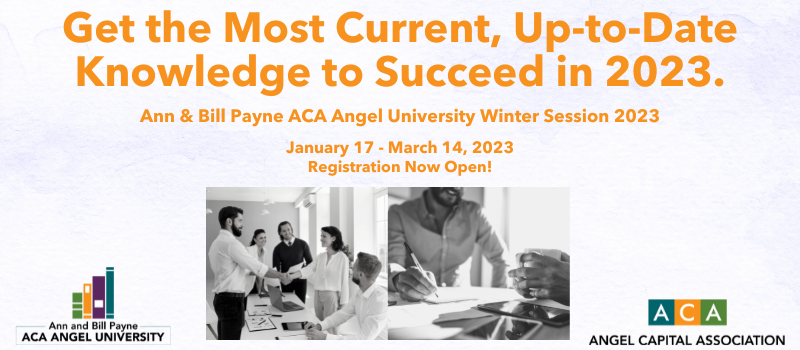 Get the Most Current, Up-to-Date
Knowledge to Succeed in 2023.
Ann & Bill Payne ACA Angel University Winter Session 2023
January 17 - March 14, 2023
Registration Now Open!
Ann and Bill Payne
ACA ANGEL UNIVERSITY
ACA
ANGEL CAPITAL ASSOCIATION